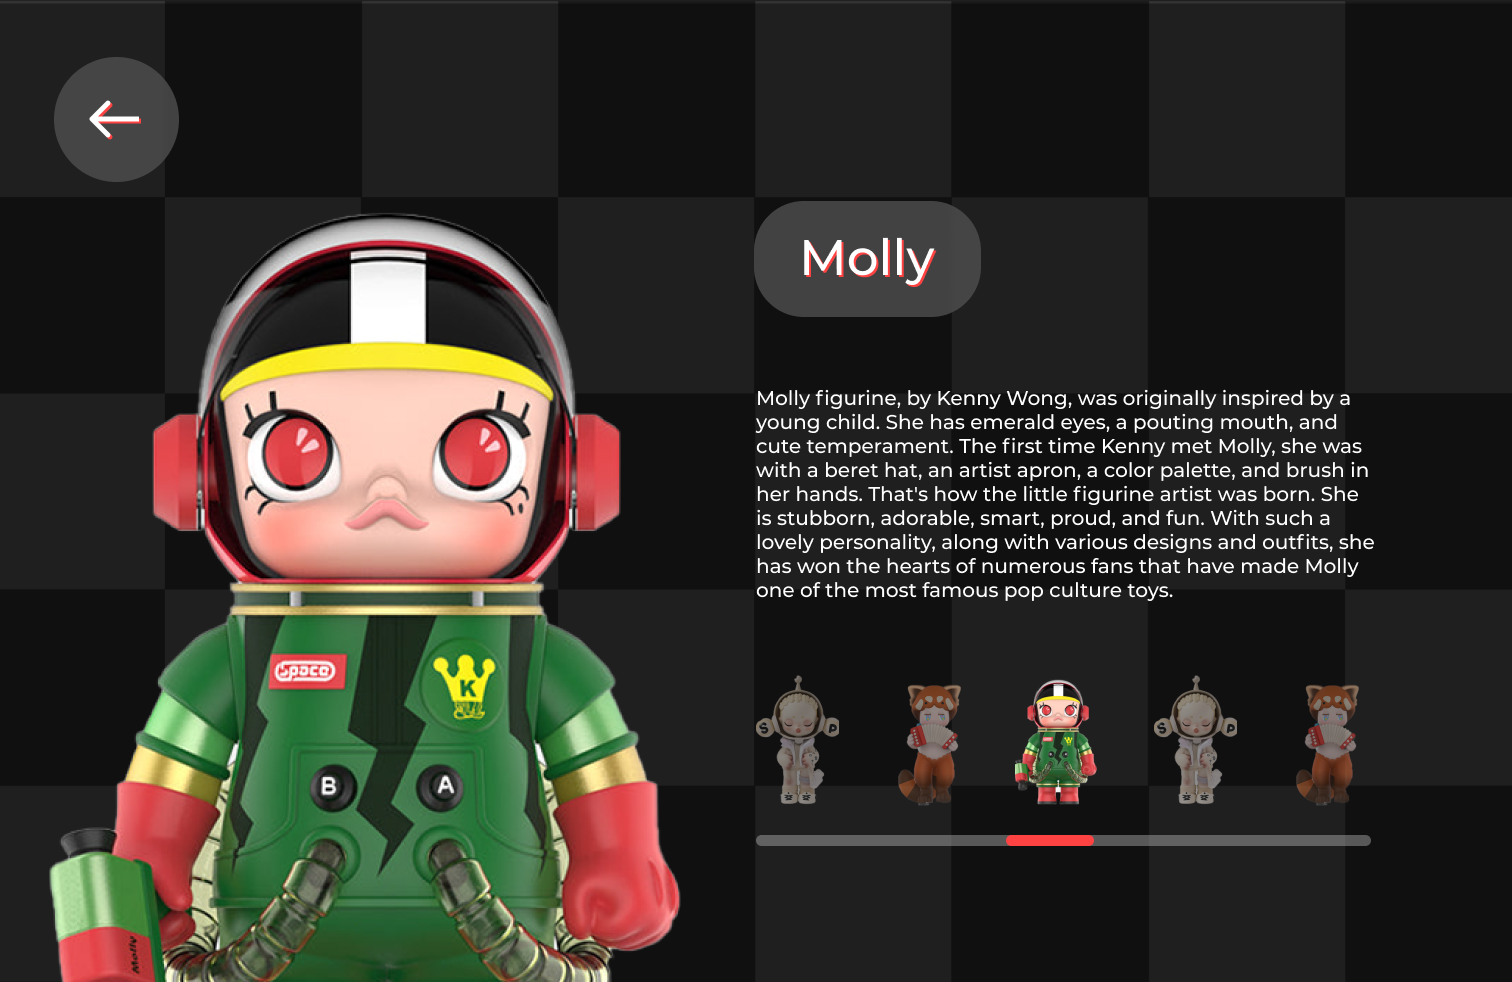 Molly
Molly figurine, by Kenny Wong, was originally inspired by a
young child. She has emerald eyes, a pouting mouth, and
cute temperament. The first time Kenny met Molly, she was
with a beret hat, an artist apron, a color palette, and brush in
her hands. That's how the little figurine artist was born. She
is stubborn, adorable, smart, proud, and fun. With such a
lovely personality, along with various designs and outfits, she
has won the hearts of numerous fans that have made Molly
one of the most famous pop culture toys.
Space
K
B
A
Molly
S
P
S
P